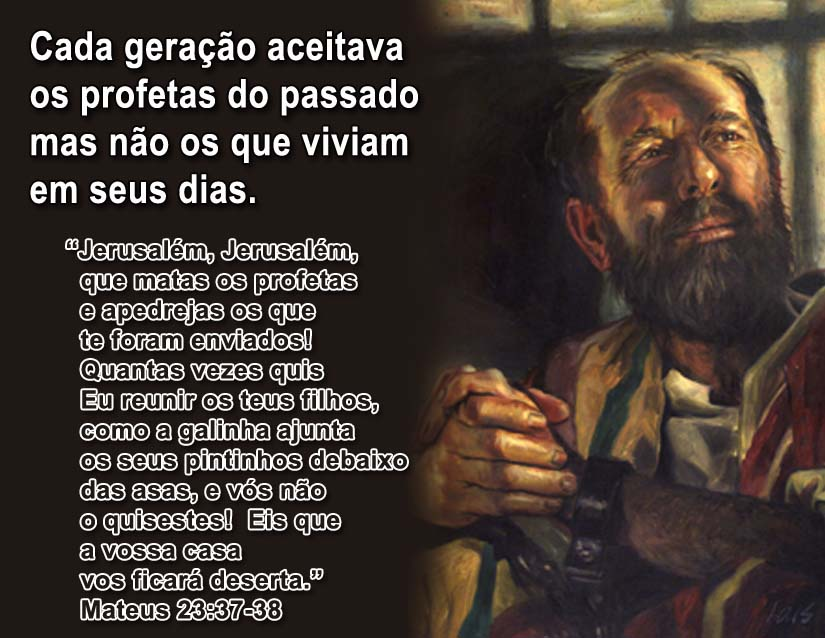 Cada geração aceitava
os profetas do passado
mas não os que viviam
em seus dias.
“Jerusalém, Jerusalém,
que matas os profetas
e apedrejas os que
te foram enviados!
Quantas vezes quis
Eu reunir os teus filhos,
como a galinha ajunta
os seus pintinhos debaixo
das asas, e vós não
o quisestes! Eis que
a vossa casa
vos ficará deserta.”
Mateus 23:37-38